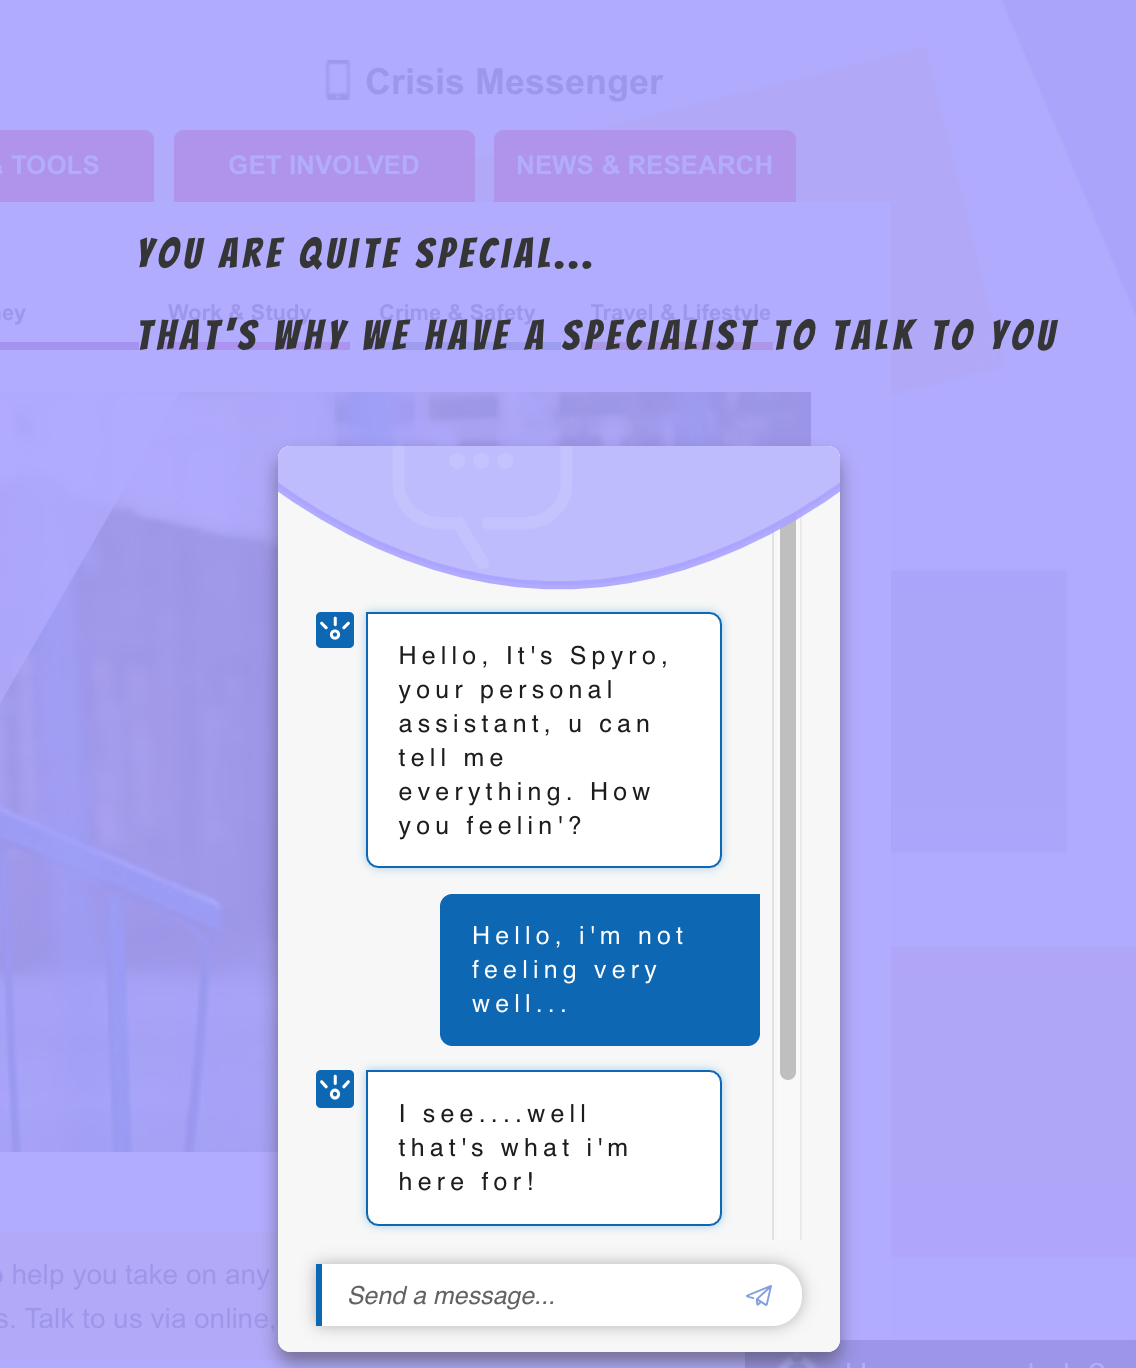 Crisis Messenger
& TOOLS GET INVOLVED NEWS & RESEARCH
YOU ARE QUITE SPECIAL...
Work & Study Crime & Safety Travel & Lifestyle
THAT'S WHY WE HAVE A SPECIALIST TO TALK TO YOU
Hello, It's Spyro,
your personal
assistant, u can
tell me
everything. How
you feelin'?
Hello, i'm not
feeling very
well...
I see....well
that's what i'm
here for!
help you take on any
s. Talk to us via online,
Send a message...